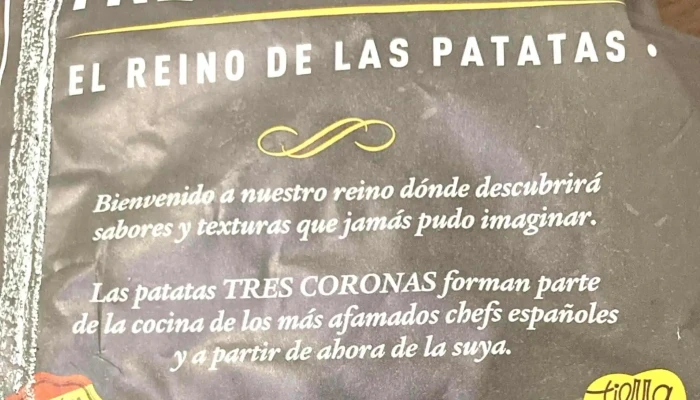 EL REINO DE LAS PATATAS .
Bienvenido a nuestro reino dónde descubrirá
sabores y texturas que jamás pudo imaginar.
Las patatas TRES CORONAS forman parte
de la cocina de los más afamados chefs españoles
y a partir de ahora de la suya.